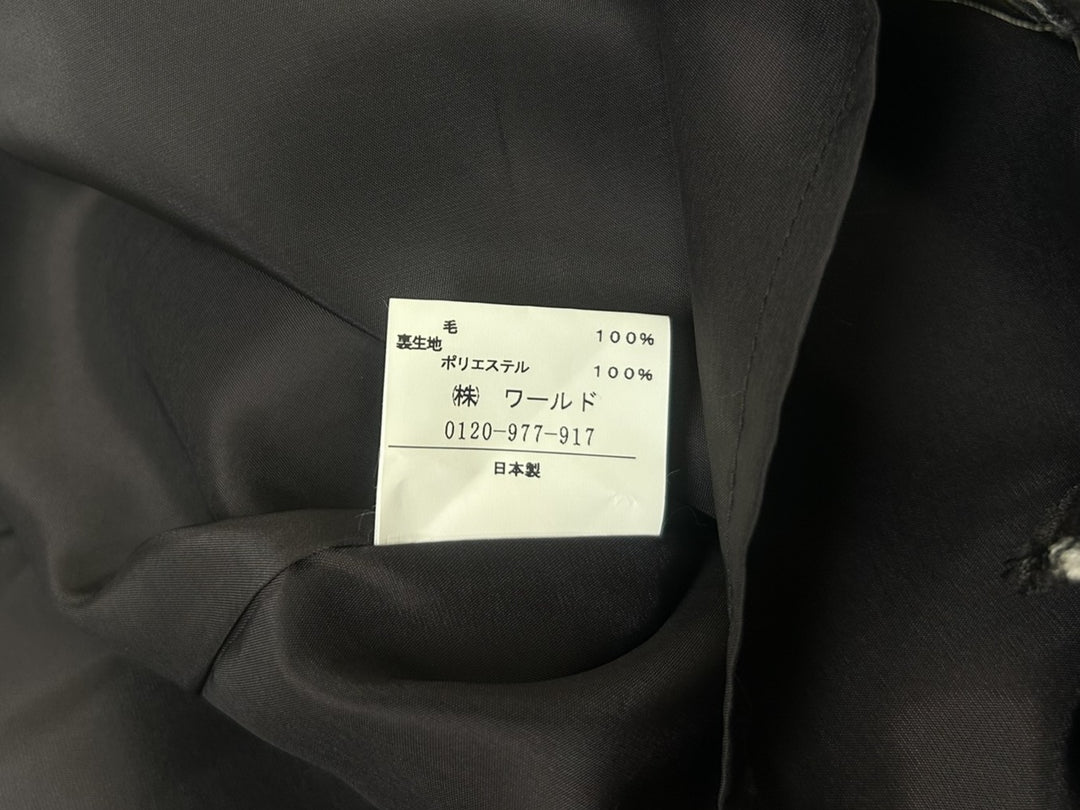 毛 100%
裏生地
ポリエステル 100%
㈱ ワールド
0120-977-917
日本製